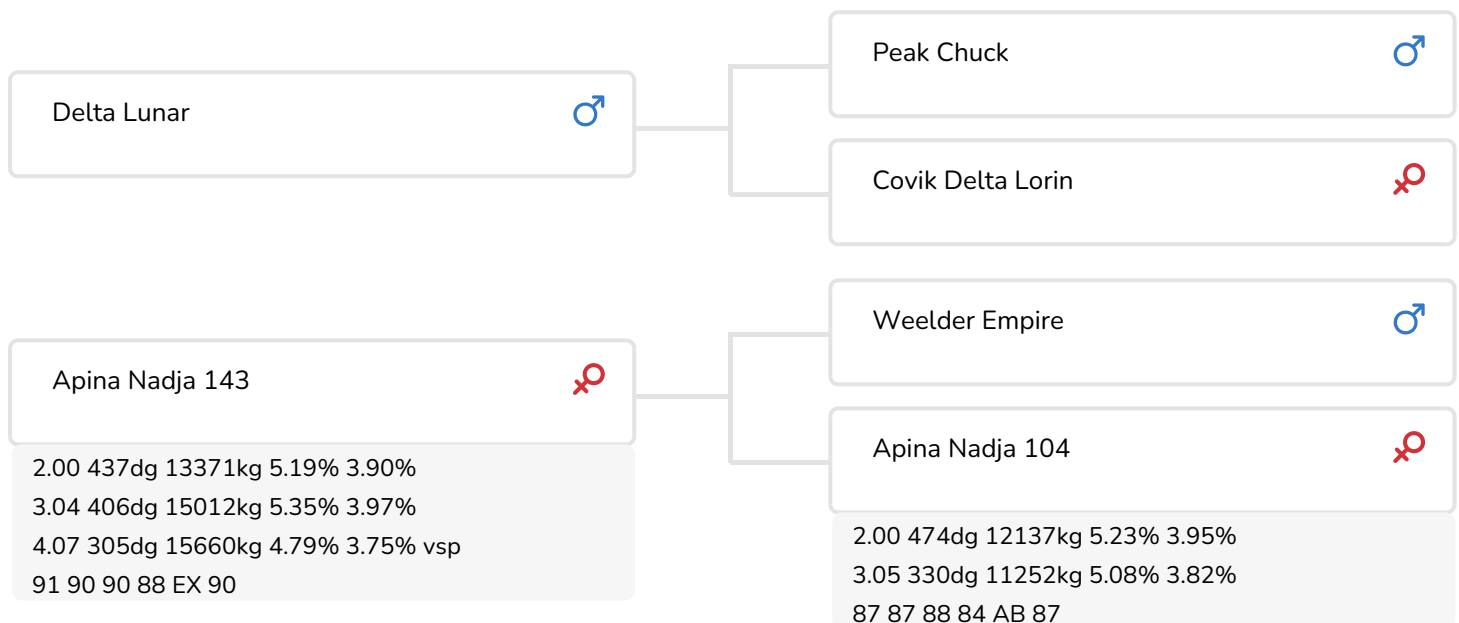 Peak Chuck
Delta Lunar
Covik Delta Lorin
Weelder Empire
Apina Nadja 143
2.00 437dg 13371kg 5.19% 3.90%
3.04 406dg 15012kg 5.35% 3.97%
4.07 305dg 15660kg 4.79% 3.75% vsp
91 90 90 88 EX 90
Apina Nadja 104
2.00 474dg 12137kg 5.23% 3.95%
3.05 330dg 11252kg 5.08% 3.82%
87 87 88 84 AB 87